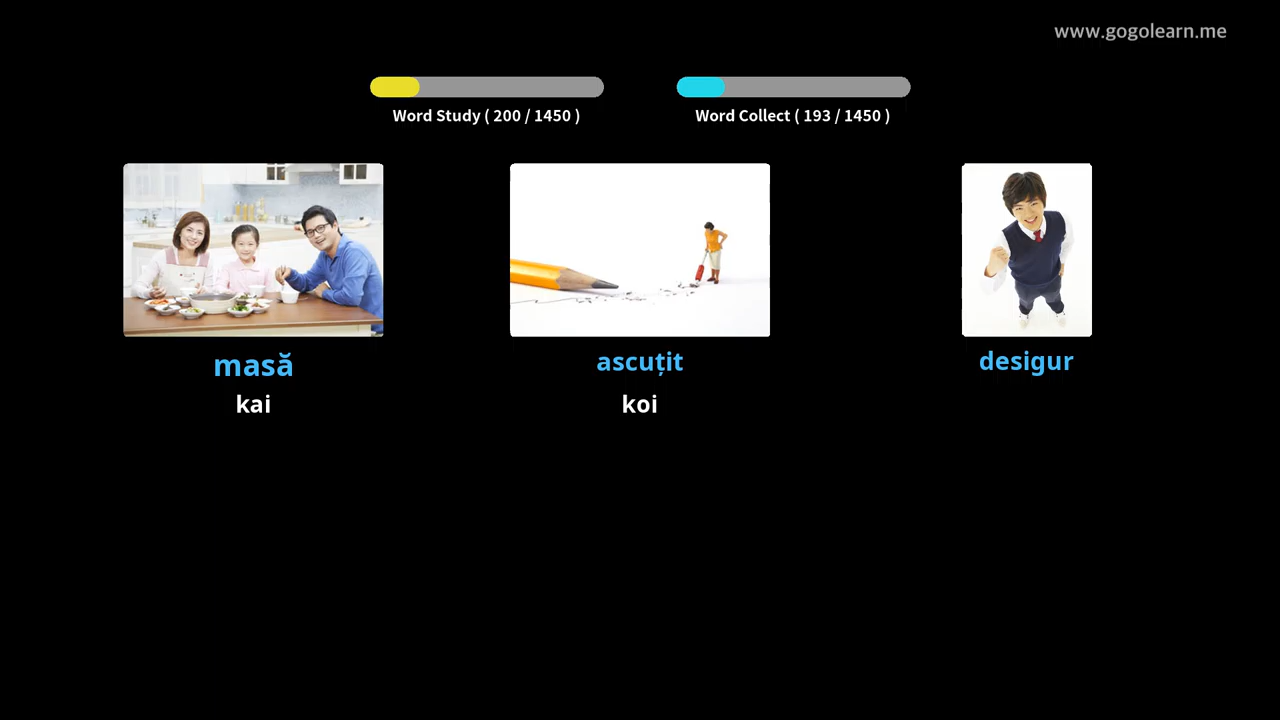 www.gogolearn.me
Word Study ( 200 / 1450 )
Word Collect ( 193 / 1450 )
masă
kai
ascuțit
koi
desigur